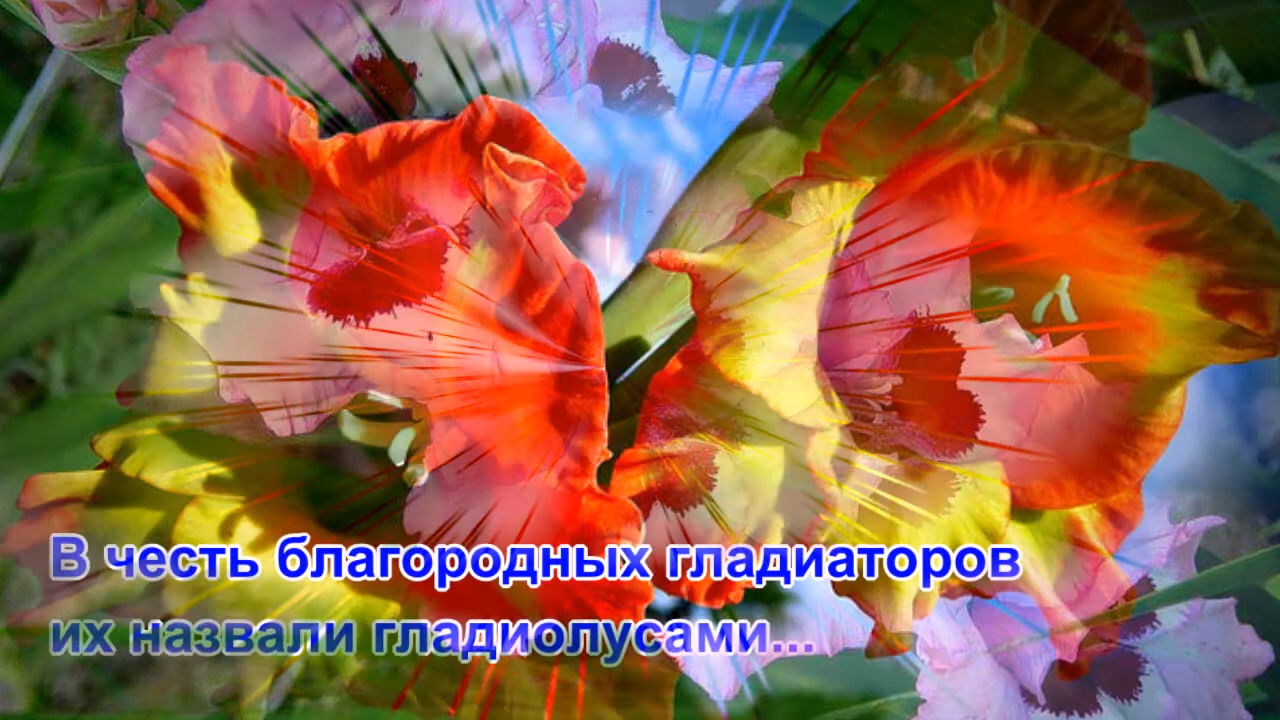 В честь благородных гладиаторов
их назвали гладиолусами...